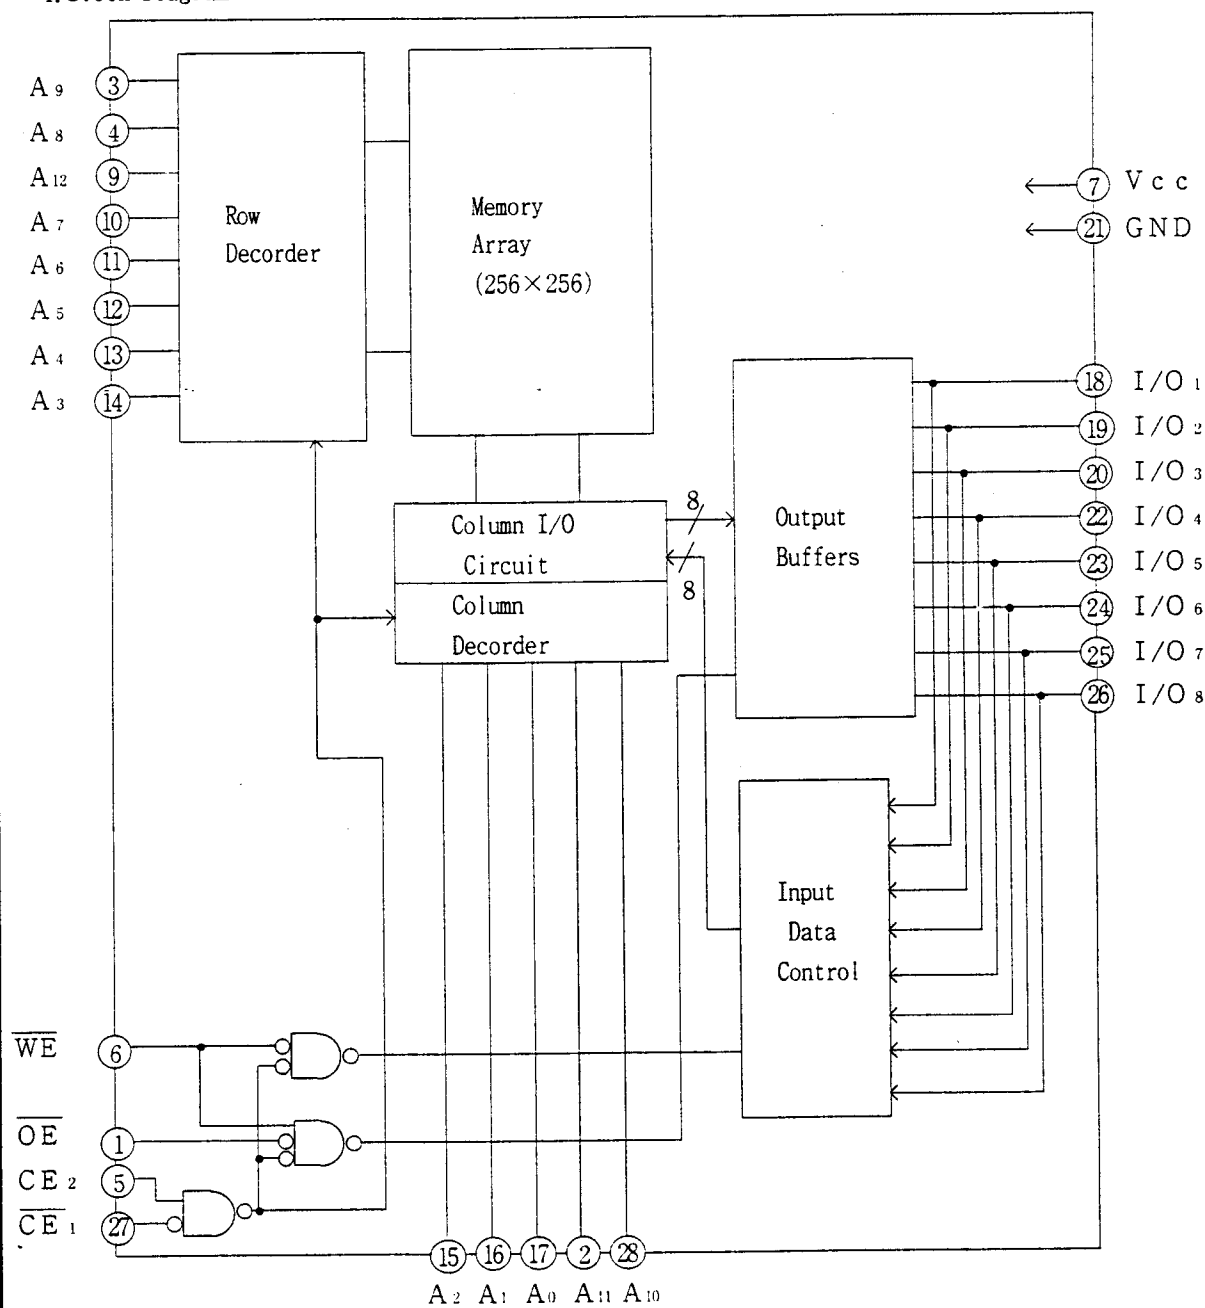 A9 3
A8 4
A12 9
A7 10
A6 11
A5 12
A4 13
A3 14
Row
Decorder
Memory
Array
(256×256)
7 Vcc
21 GND
Output
Buffers
18 I/O1
19 I/O2
20 I/O3
22 I/O4
23 I/O5
24 I/O6
25 I/O7
26 I/O8
Column I/O
Circuit
8
8
Column
Decorder
Input
Data
Control
W̅E̅ 6
O̅E̅ 1
CE2 5
C̅E̅1 27
15 16 17 2 28
A2 A1 A0 A11 A10